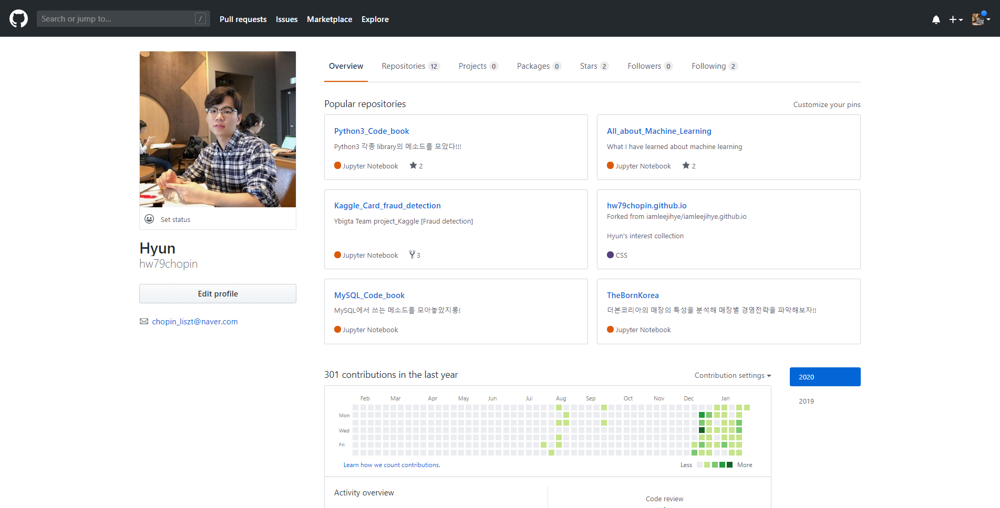 Search or jump to...
/
Pull requests
Issues
Marketplace
Explore
Set status
Hyun
hw79chopin
Edit profile
chopin_liszt@naver.com
Overview
Repositories 12
Projects 0
Packages 0
Stars 2
Followers 0
Following 2
Popular repositories
Customize your pins
Python3_Code_book
Python3 각종 library의 메소드를 모았다!!!
Jupyter Notebook 2
All_about_Machine_Learning
What I have learned about machine learning
Jupyter Notebook 2
Kaggle_Card_fraud_detection
Ybigta Team project_Kaggle [Fraud detection]
Jupyter Notebook 3
hw79chopin.github.io
Forked from iamleejihye/iamleejihye.github.io
Hyun's interest collection
CSS
MySQL_Code_book
MySQL에서 쓰는 메소드를 모아놓았지롱!
Jupyter Notebook
TheBornKorea
더본코리아의 매장의 특성을 분석해 매장별 경영전략을 파악해보자!!
Jupyter Notebook
301 contributions in the last year
Contribution settings
2020
2019
Feb Mar Apr May Jun Jul Aug Sep Oct Nov Dec Jan
Mon
Wed
Fri
Learn how we count contributions.
Less
More
Activity overview
Code review